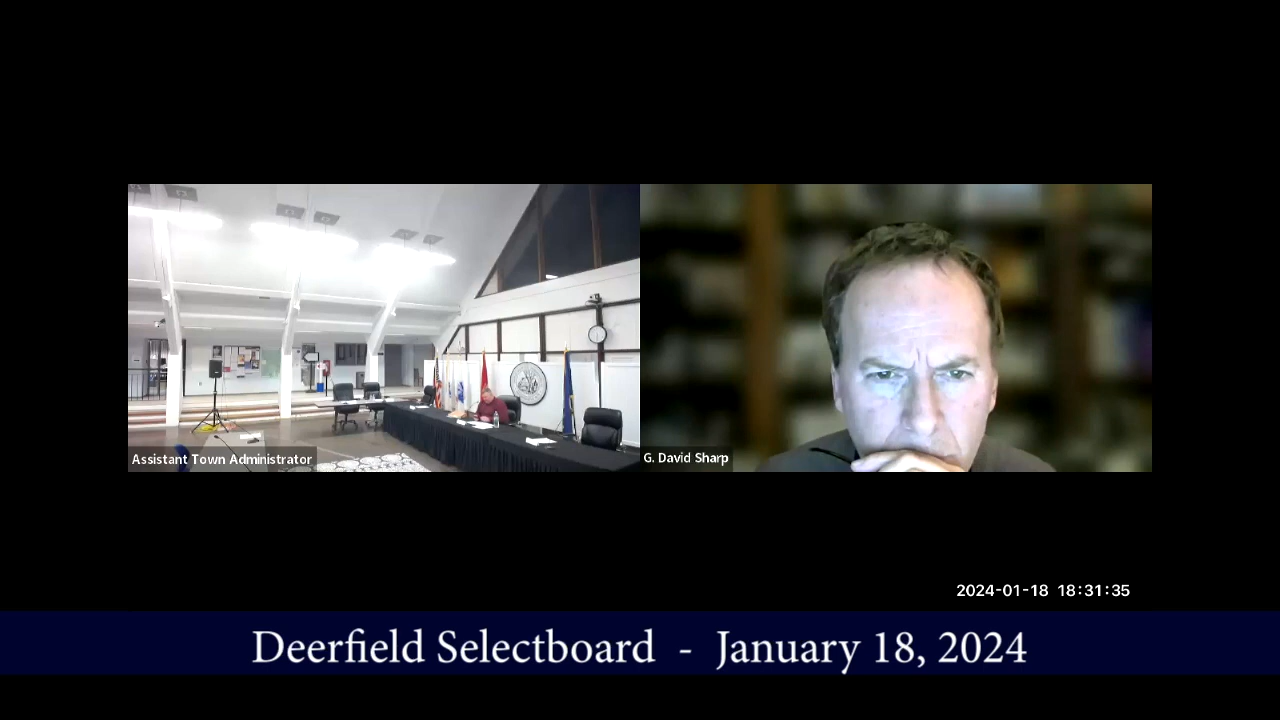 Assistant Town Administrator
G. David Sharp
2024-01-18 18:31:35
Deerfield Selectboard - January 18, 2024